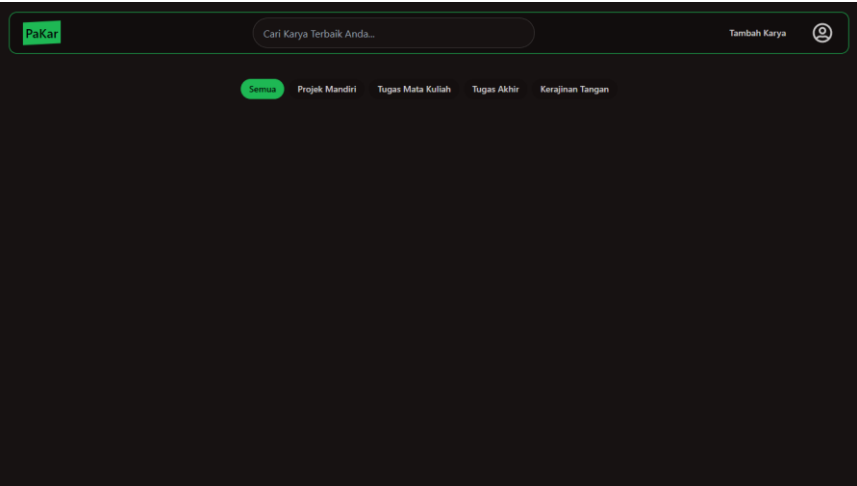 PaKar
Cari Karya Terbaik Anda...
Tambah Karya
Semua
Projek Mandiri
Tugas Mata Kuliah
Tugas Akhir
Kerajinan Tangan